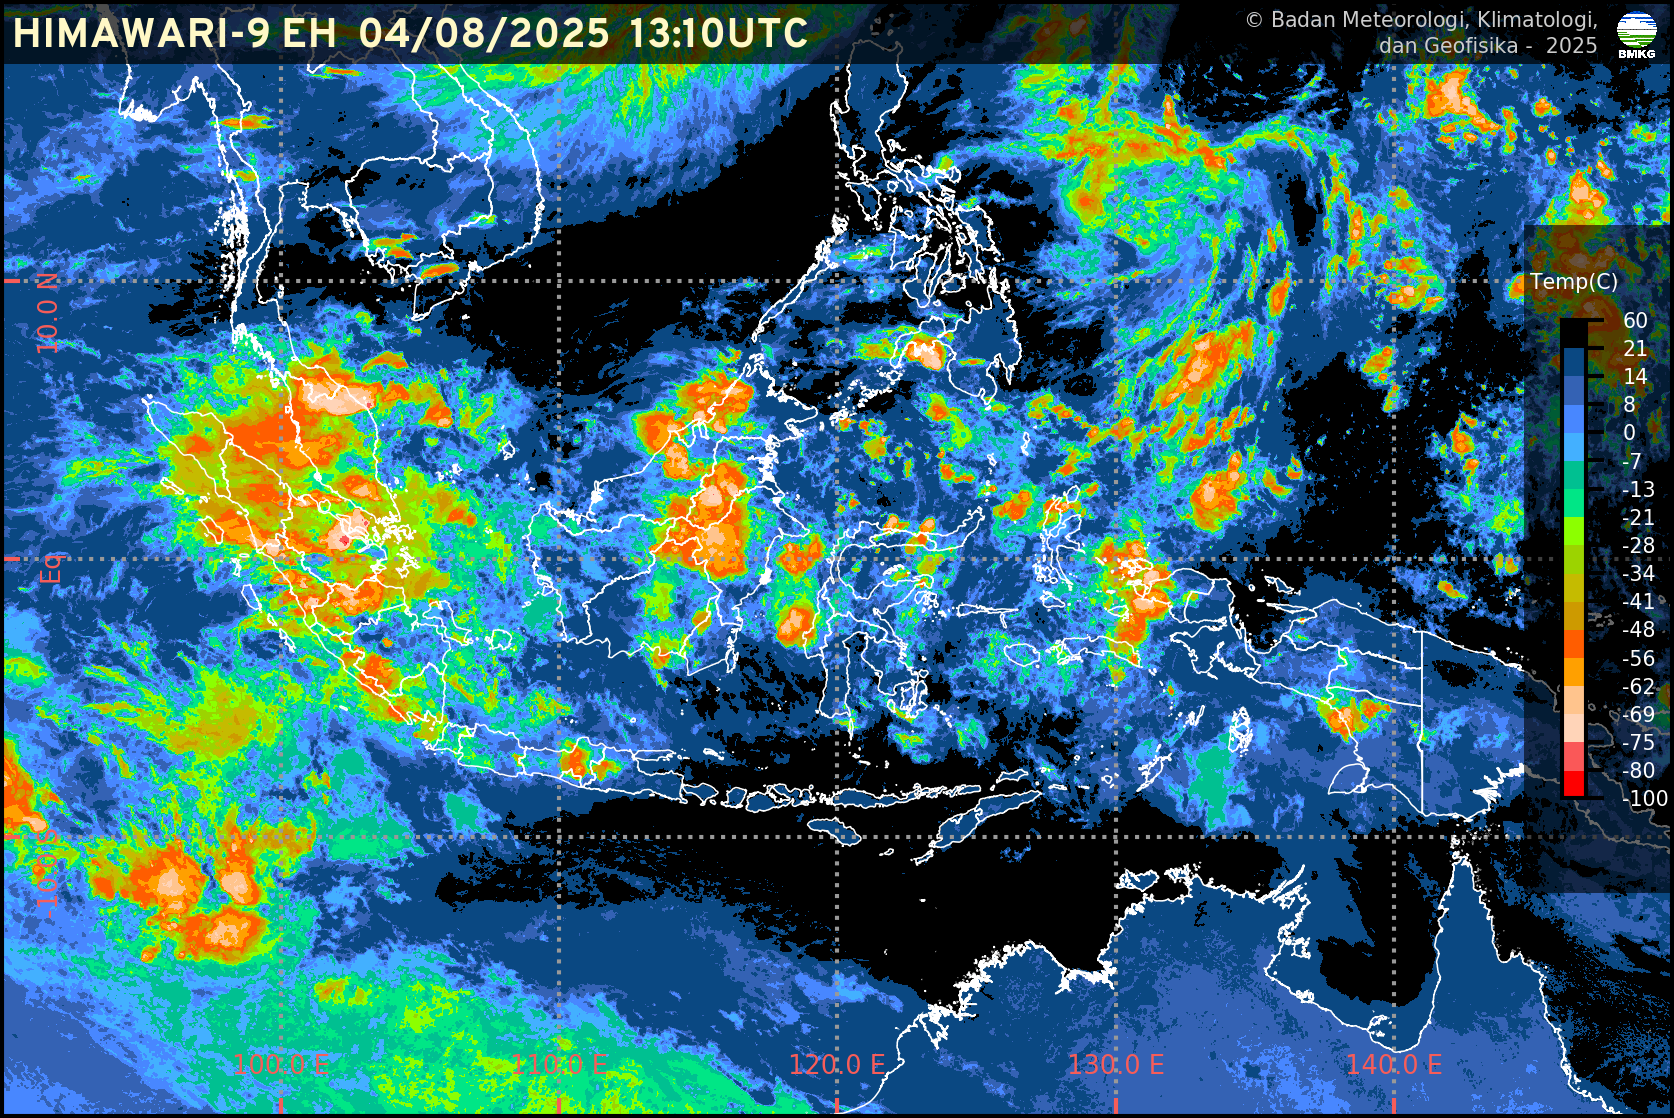 HIMAWARI-9 EH 04/08/2025 13:10UTC
© Badan Meteorologi, Klimatologi,
dan Geofisika - 2025
BMKG
10.0 N
Eq
-10.0 S
Temp(C)
60
21
14
8
0
-7
-13
-21
-28
-34
-41
-48
-56
-62
-69
-75
-80
-100
100.0 E
110.0 E
120.0 E
130.0 E
140.0 E